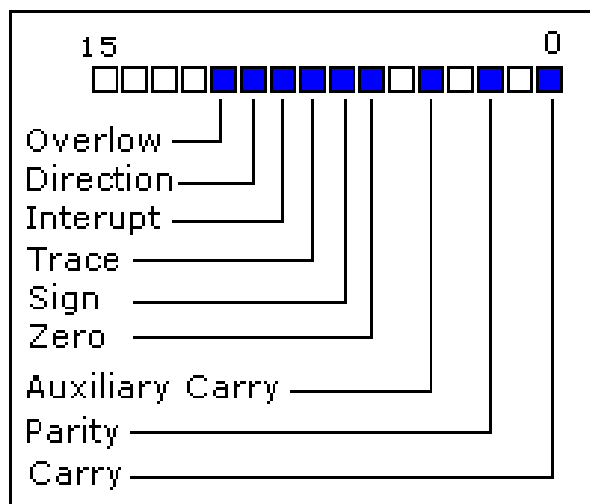 15 0
Overlow
Direction
Interupt
Trace
Sign
Zero
Auxiliary Carry
Parity
Carry